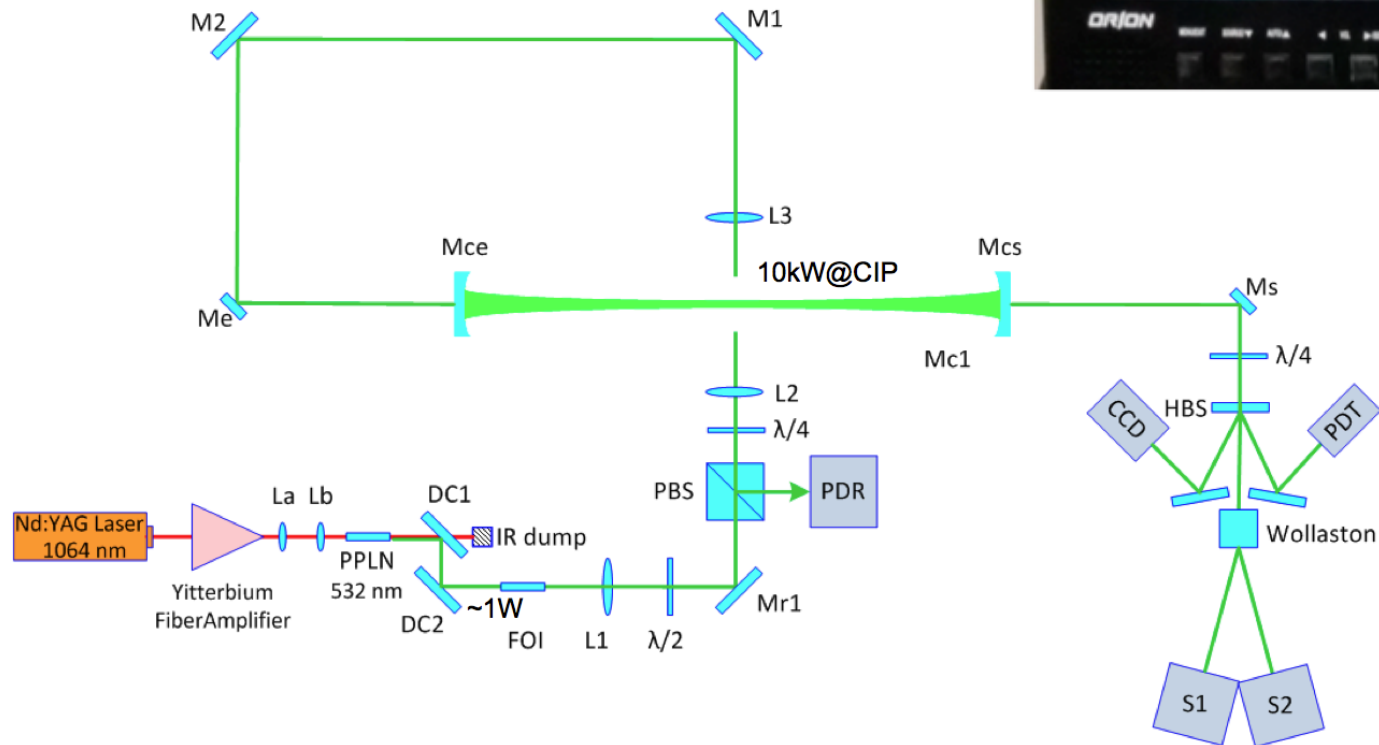 M2
M1
ORION
L3
Mce
10kW@CIP
Mcs
Me
Ms
Mc1
λ/4
L2
λ/4
CCD
HBS
PDT
PBS
PDR
La
Lb
DC1
Nd:YAG Laser
1064 nm
IR dump
PPLN
532 nm
Wollaston
Yitterbium
FiberAmplifier
DC2
~1W
FOI
L1
λ/2
Mr1
S1
S2